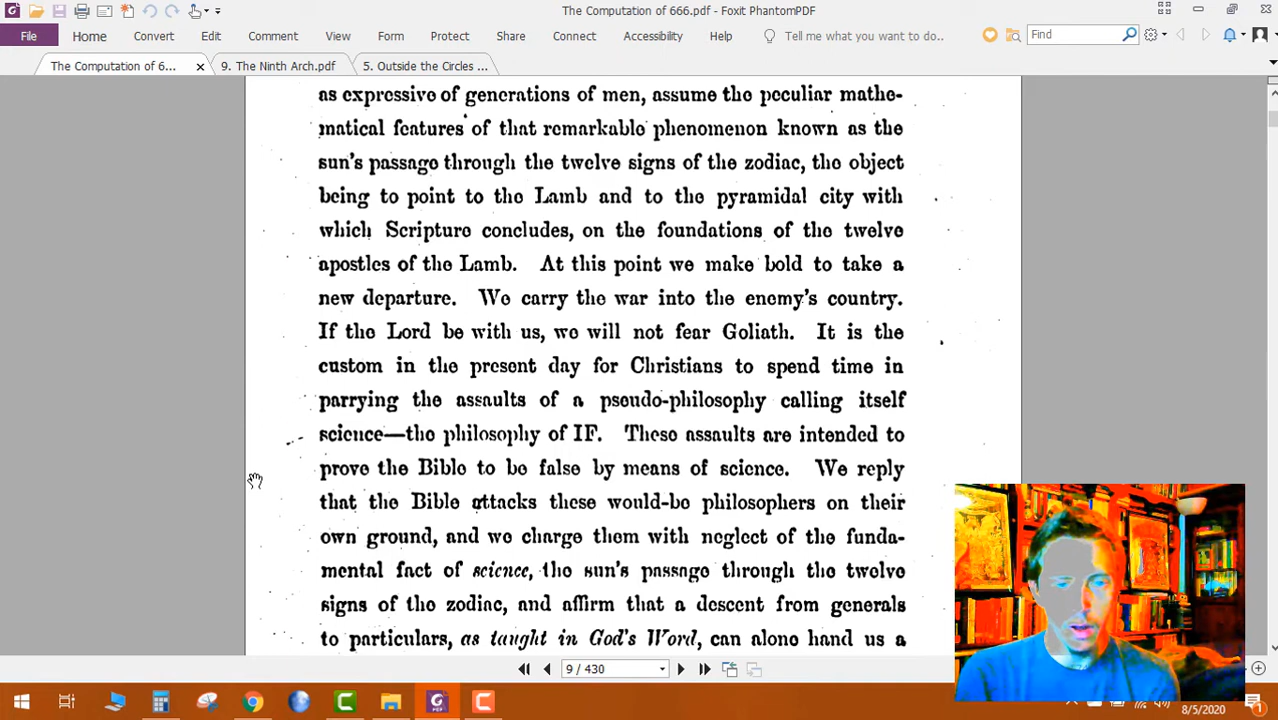 The Computation of 666.pdf - Foxit PhantomPDF
File Home Convert Edit Comment View Form Protect Share Connect Accessibility Help Tell me what you want to do.. Find
The Computation of 6... 9. The Ninth Arch.pdf 5. Outside the Circles ...
as expressive of generations of men, assume the peculiar mathe-
matical features of that remarkable phenomenon known as the
sun's passage through the twelve signs of the zodiac, the object
being to point to the Lamb and to the pyramidal city with
which Scripture concludes, on the foundations of the twelve
apostles of the Lamb. At this point we make bold to take a
new departure. We carry the war into the enemy's country.
If the Lord be with us, we will not fear Goliath. It is the
custom in the present day for Christians to spend time in
parrying the assaults of a pseudo-philosophy calling itself
science—the philosophy of IF. These assaults are intended to
prove the Bible to be false by means of science. We reply
that the Bible attacks these would-be philosophers on their
own ground, and we charge them with neglect of the funda-
mental fact of science, the sun's passage through the twelve
signs of the zodiac, and affirm that a descent from generals
to particulars, as taught in God's Word, can alone hand us a
9 / 430
8/5/2020